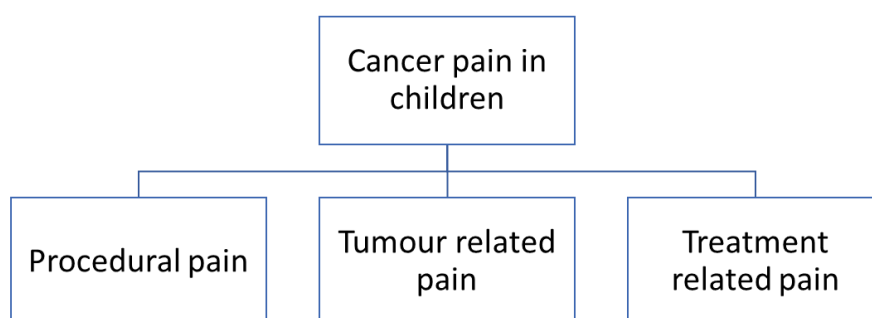 Cancer pain in
children
Procedural pain
Tumour related
pain
Treatment
related pain